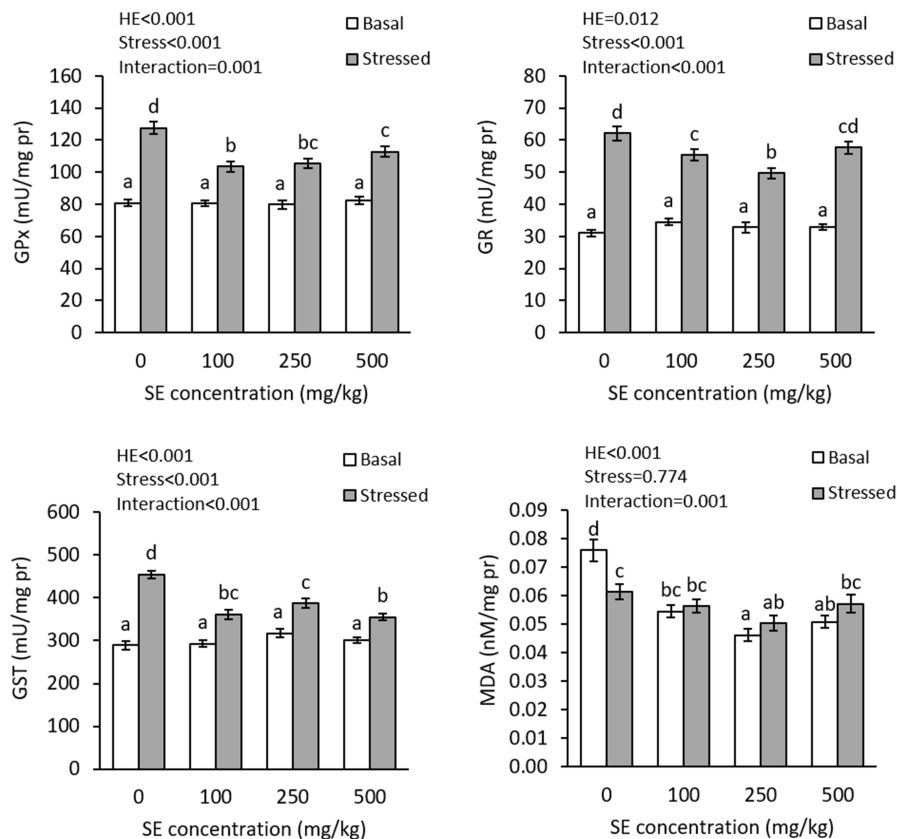 HE<0.001
Stress<0.001
Interaction=0.001
Basal
Stressed
GPx (mU/mg pr)
160
140
120
100
80
60
40
20
0
a d a b a bc a c
0 100 250 500
SE concentration (mg/kg)
HE=0.012
Stress<0.001
Interaction<0.001
Basal
Stressed
GR (mU/mg pr)
80
70
60
50
40
30
20
10
0
a d a c a b a cd
0 100 250 500
SE concentration (mg/kg)
HE<0.001
Stress<0.001
Interaction<0.001
Basal
Stressed
GST (mU/mg pr)
600
500
400
300
200
100
0
a d a bc a c a b
0 100 250 500
SE concentration (mg/kg)
HE<0.001
Stress=0.774
Interaction=0.001
Basal
Stressed
MDA (nM/mg pr)
0.09
0.08
0.07
0.06
0.05
0.04
0.03
0.02
0.01
0.00
d c bc bc a ab ab bc
0 100 250 500
SE concentration (mg/kg)